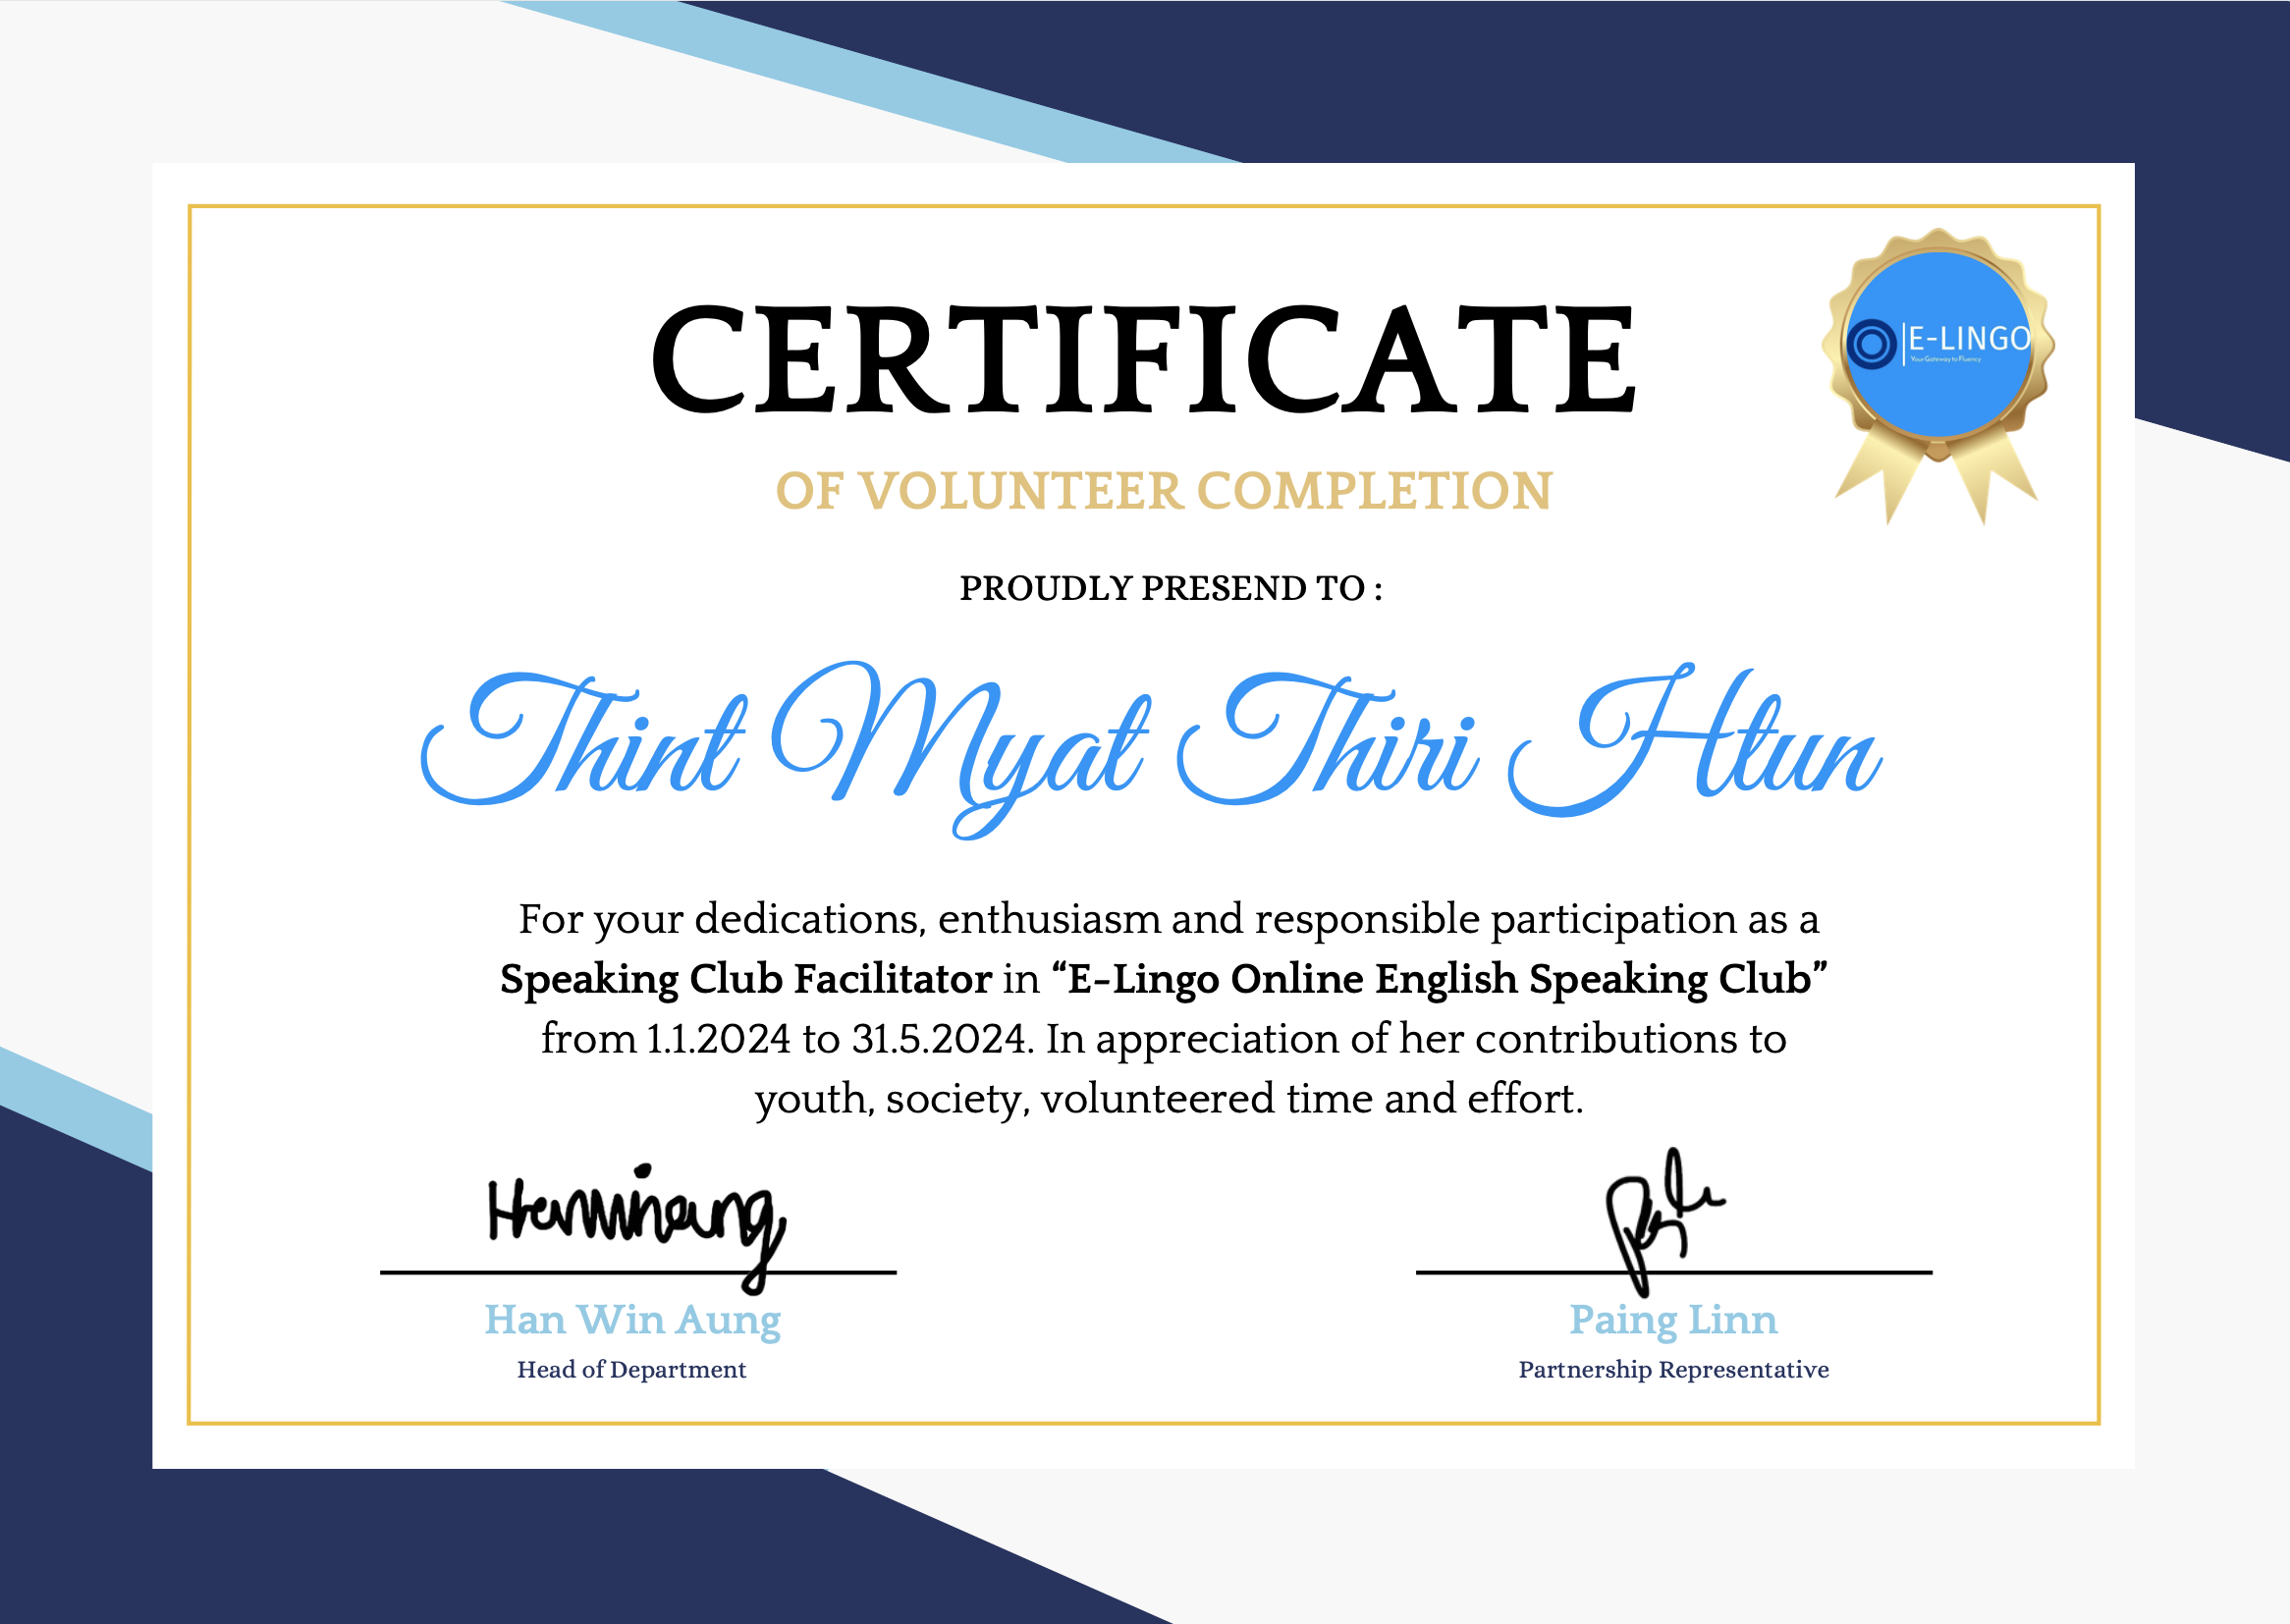 CERTIFICATE
E-LINGO
Your Gateway to Fluency
OF VOLUNTEER COMPLETION
PROUDLY PRESEND TO :
Thint Myat Thiri Htun
For your dedications, enthusiasm and responsible participation as a
Speaking Club Facilitator in “E-Lingo Online English Speaking Club”
from 1.1.2024 to 31.5.2024. In appreciation of her contributions to
youth, society, volunteered time and effort.
Hanwinaung
Han Win Aung
Head of Department
Paing Linn
Partnership Representative